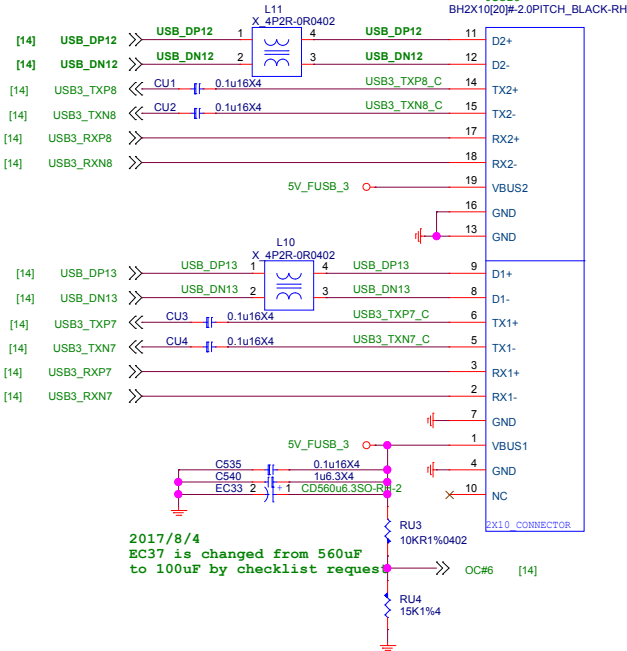 L11
X_4P2R-0R0402
BH2X10[20]#-2.0PITCH_BLACK-RH
[14] USB_DP12 USB_DP12 1 4 USB_DP12 11 D2+
[14] USB_DN12 USB_DN12 2 3 USB_DN12 12 D2-
[14] USB3_TXP8 CU1 0.1u16X4 USB3_TXP8_C 14 TX2+
[14] USB3_TXN8 CU2 0.1u16X4 USB3_TXN8_C 15 TX2-
[14] USB3_RXP8 17 RX2+
[14] USB3_RXN8 18 RX2-
5V_FUSB_3 19 VBUS2
16 GND
13 GND
L10
X_4P2R-0R0402
[14] USB_DP13 USB_DP13 1 4 USB_DP13 9 D1+
[14] USB_DN13 USB_DN13 2 3 USB_DN13 8 D1-
[14] USB3_TXP7 CU3 0.1u16X4 USB3_TXP7_C 6 TX1+
[14] USB3_TXN7 CU4 0.1u16X4 USB3_TXN7_C 5 TX1-
[14] USB3_RXP7 3 RX1+
[14] USB3_RXN7 2 RX1-
7 GND
5V_FUSB_3 1 VBUS1
C535 0.1u16X4 4 GND
C540 1u6.3X4
EC33 2 + 1 10 NC
2X10_CONNECTOR
RU3
10KR1%0402
2017/8/4
EC37 is changed from 560uF
to 100uF by checklist request
OC#6 [14]
RU4
15K1%4